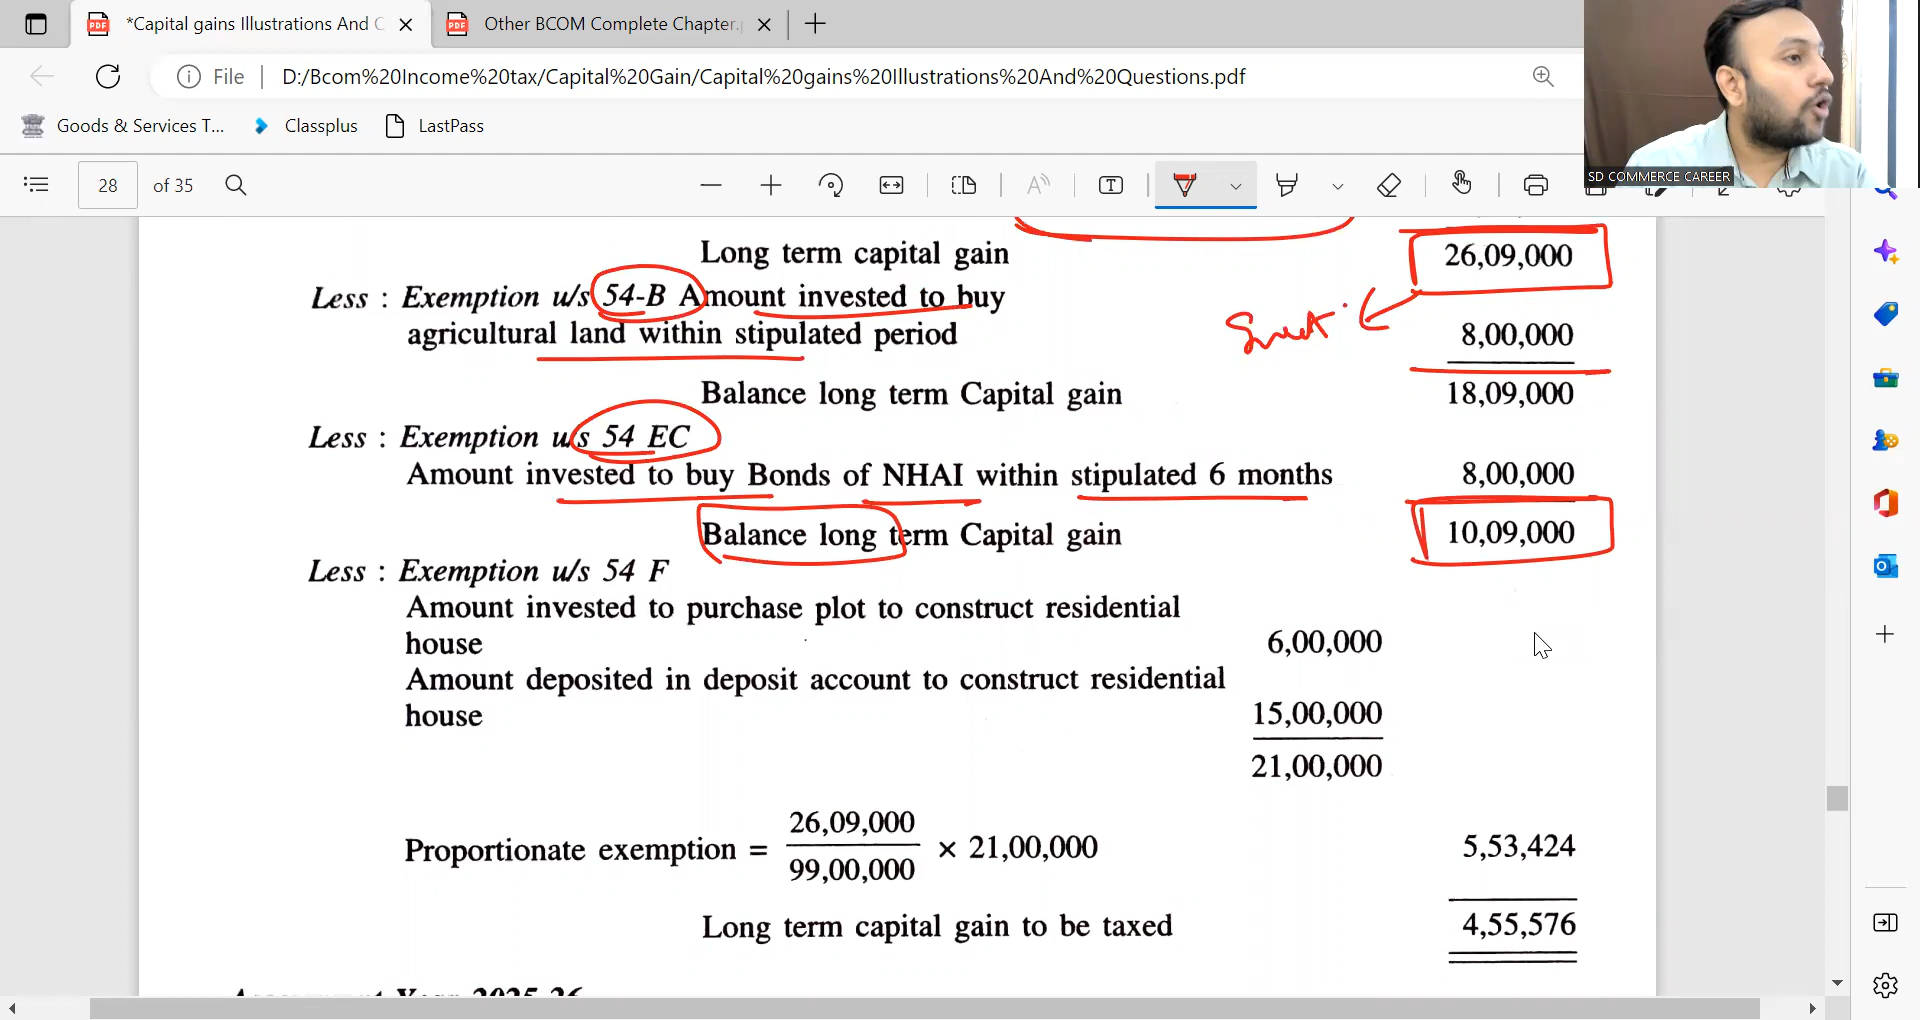 *Capital gains Illustrations And C
Other BCOM Complete Chapter.
File
D:/Bcom%20Income%20tax/Capital%20Gain/Capital%20gains%20Illustrations%20And%20Questions.pdf
Goods & Services T...
Classplus
LastPass
28 of 35
SD COMMERCE CAREER
Long term capital gain 26,09,000
Less : Exemption u/s 54-B Amount invested to buy
agricultural land within stipulated period 8,00,000
Balance long term Capital gain 18,09,000
Less : Exemption u/s 54 EC
Amount invested to buy Bonds of NHAI within stipulated 6 months 8,00,000
Balance long term Capital gain 10,09,000
Less : Exemption u/s 54 F
Amount invested to purchase plot to construct residential
house 6,00,000
Amount deposited in deposit account to construct residential
house 15,00,000
21,00,000
Proportionate exemption = 26,09,000 / 99,00,000 × 21,00,000 5,53,424
Long term capital gain to be taxed 4,55,576